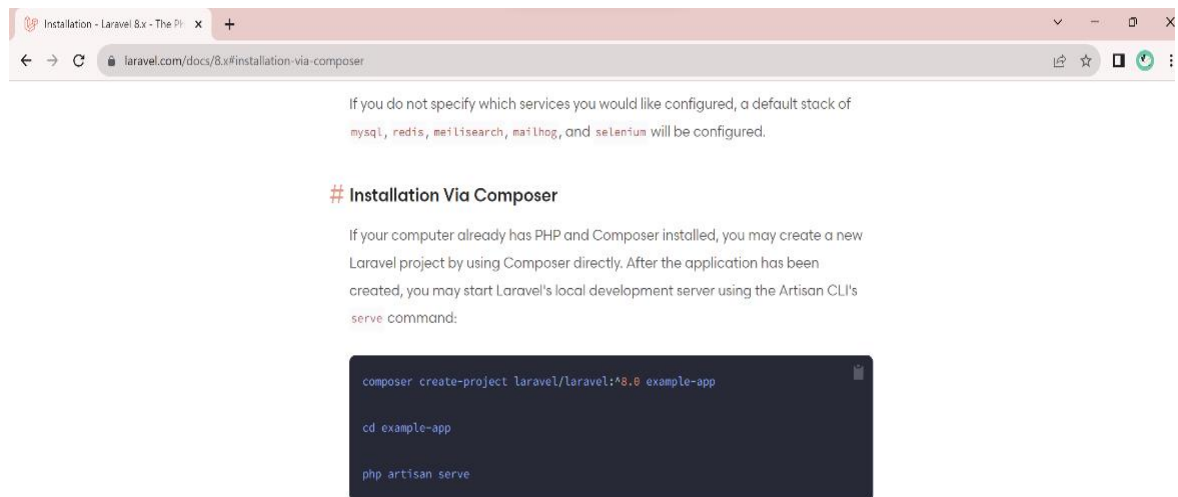 Installation - Laravel 8.x - The PH
laravel.com/docs/8.x#installation-via-composer
If you do not specify which services you would like configured, a default stack of
mysql, redis, meilisearch, mailhog, and selenium will be configured.
# Installation Via Composer
If your computer already has PHP and Composer installed, you may create a new
Laravel project by using Composer directly. After the application has been
created, you may start Laravel's local development server using the Artisan CLI's
serve command:
composer create-project laravel/laravel:^8.0 example-app
cd example-app
php artisan serve